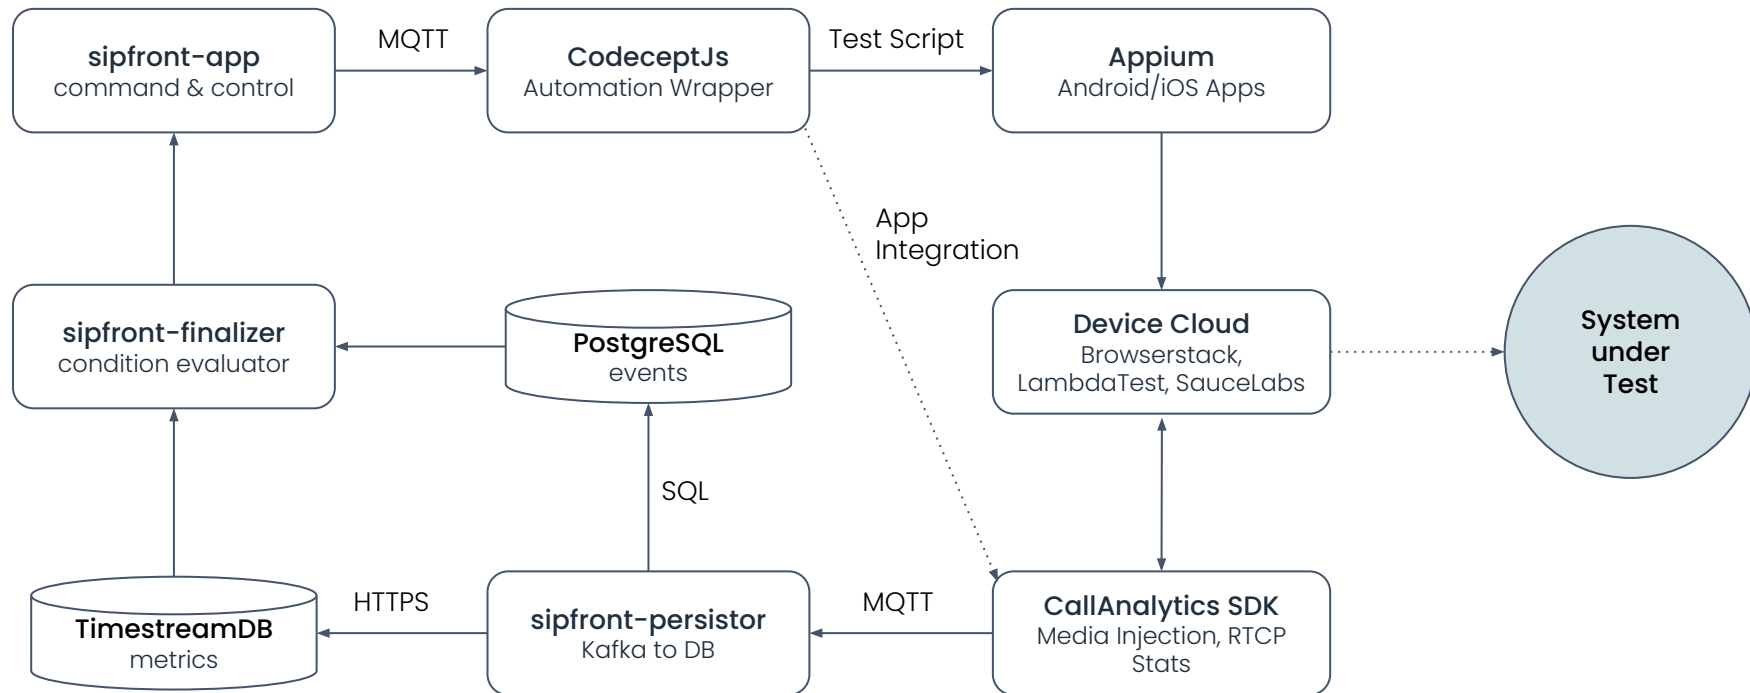 sipfront-app
command & control
MQTT
CodeceptJs
Automation Wrapper
Test Script
Appium
Android/iOS Apps
App
Integration
sipfront-finalizer
condition evaluator
PostgreSQL
events
Device Cloud
Browserstack,
LambdaTest, SauceLabs
System
under
Test
SQL
TimestreamDB
metrics
HTTPS
sipfront-persistor
Kafka to DB
MQTT
CallAnalytics SDK
Media Injection, RTCP
Stats